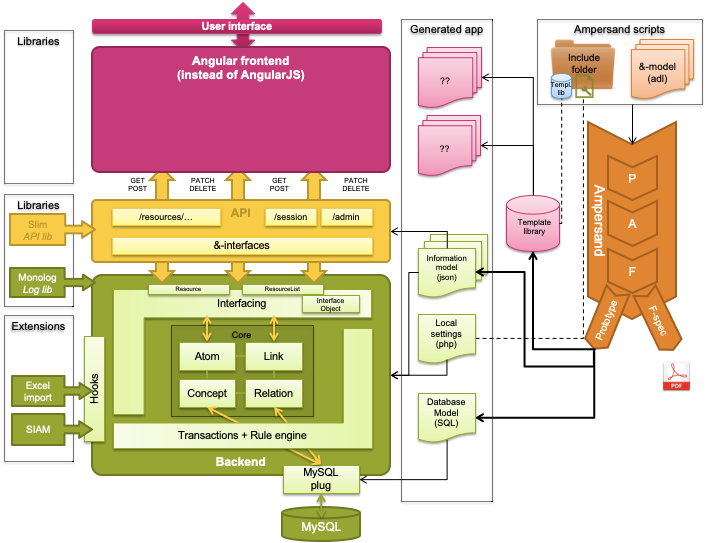 User interface
Libraries
Angular frontend
(instead of AngularJS)
Generated app
??
??
Ampersand scripts
Include
folder
Templ
lib
&-model
(adl)
GET
POST
PATCH
DELETE
GET
POST
PATCH
DELETE
Libraries
Slim
API lib
API
/resources/…
/session
/admin
&-interfaces
Monolog
Log lib
Resource
ResourceList
Interfacing
Interface
Object
Core
Atom
Link
Concept
Relation
Transactions + Rule engine
Backend
Hooks
Extensions
Excel
import
SIAM
MySQL
plug
MySQL
Information
model
(json)
Local
settings
(php)
Database
Model
(SQL)
Template
library
Ampersand
P
A
F
Prototype
F-spec
PDF